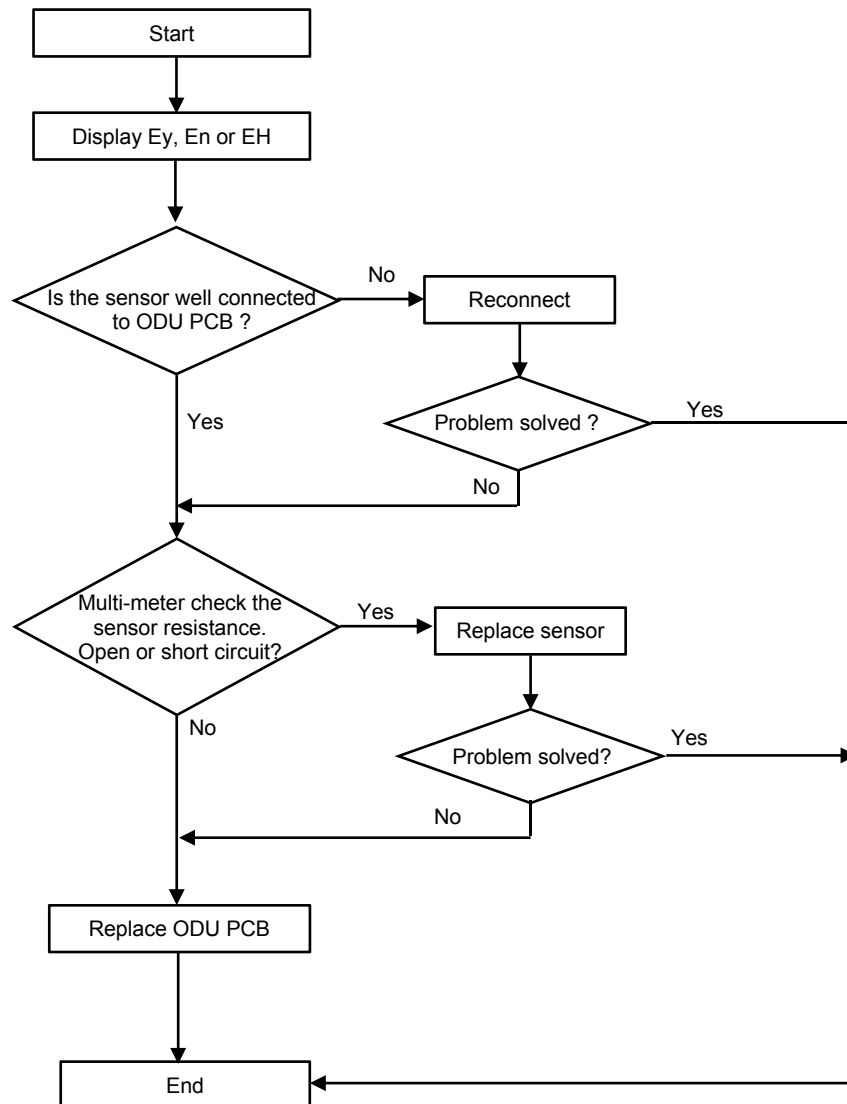 Start
Display Ey, En or EH
Is the sensor well connected
to ODU PCB ?
No
Reconnect
Yes
Problem solved ?
Yes
No
Multi-meter check the
sensor resistance.
Open or short circuit?
Yes
Replace sensor
No
Problem solved?
Yes
No
Replace ODU PCB
End